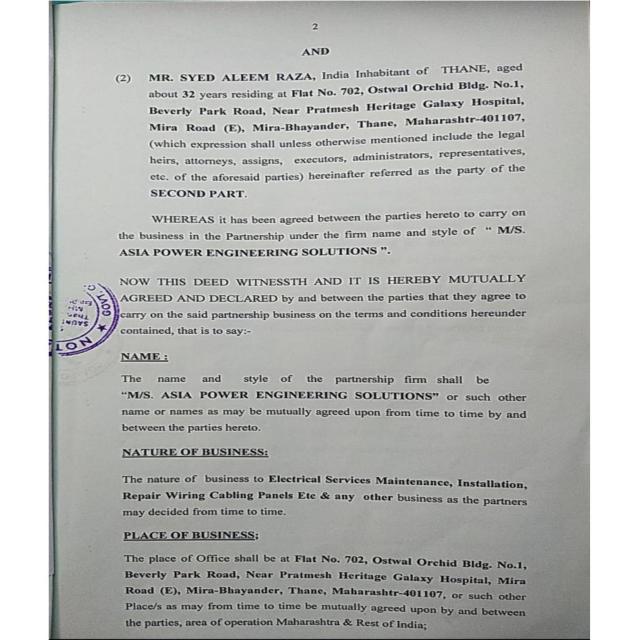 2
AND
(2) MR. SYED ALEEM RAZA, India Inhabitant of THANE, aged
about 32 years residing at Flat No. 702, Ostwal Orchid Bldg. No.1,
Beverly Park Road, Near Pratmesh Heritage Galaxy Hospital,
Mira Road (E), Mira-Bhayander, Thane, Maharashtr-401107,
(which expression shall unless otherwise mentioned include the legal
heirs, attorneys, assigns, executors, administrators, representatives,
etc. of the aforesaid parties) hereinafter referred as the party of the
SECOND PART.
WHEREAS it has been agreed between the parties hereto to carry on
the business in the Partnership under the firm name and style of “ M/S.
ASIA POWER ENGINEERING SOLUTIONS ”.
NOW THIS DEED WITNESSTH AND IT IS HEREBY MUTUALLY
AGREED AND DECLARED by and between the parties that they agree to
carry on the said partnership business on the terms and conditions hereunder
contained, that is to say:-
NAME :
The name and style of the partnership firm shall be
“M/S. ASIA POWER ENGINEERING SOLUTIONS” or such other
name or names as may be mutually agreed upon from time to time by and
between the parties hereto.
NATURE OF BUSINESS:
The nature of business to Electrical Services Maintenance, Installation,
Repair Wiring Cabling Panels Etc & any other business as the partners
may decided from time to time.
PLACE OF BUSINESS;
The place of Office shall be at Flat No. 702, Ostwal Orchid Bldg. No.1,
Beverly Park Road, Near Pratmesh Heritage Galaxy Hospital, Mira
Road (E), Mira-Bhayander, Thane, Maharashtr-401107, or such other
Place/s as may from time to time be mutually agreed upon by and between
the parties, area of operation Maharashtra & Rest of India;
GOVT.
NOT